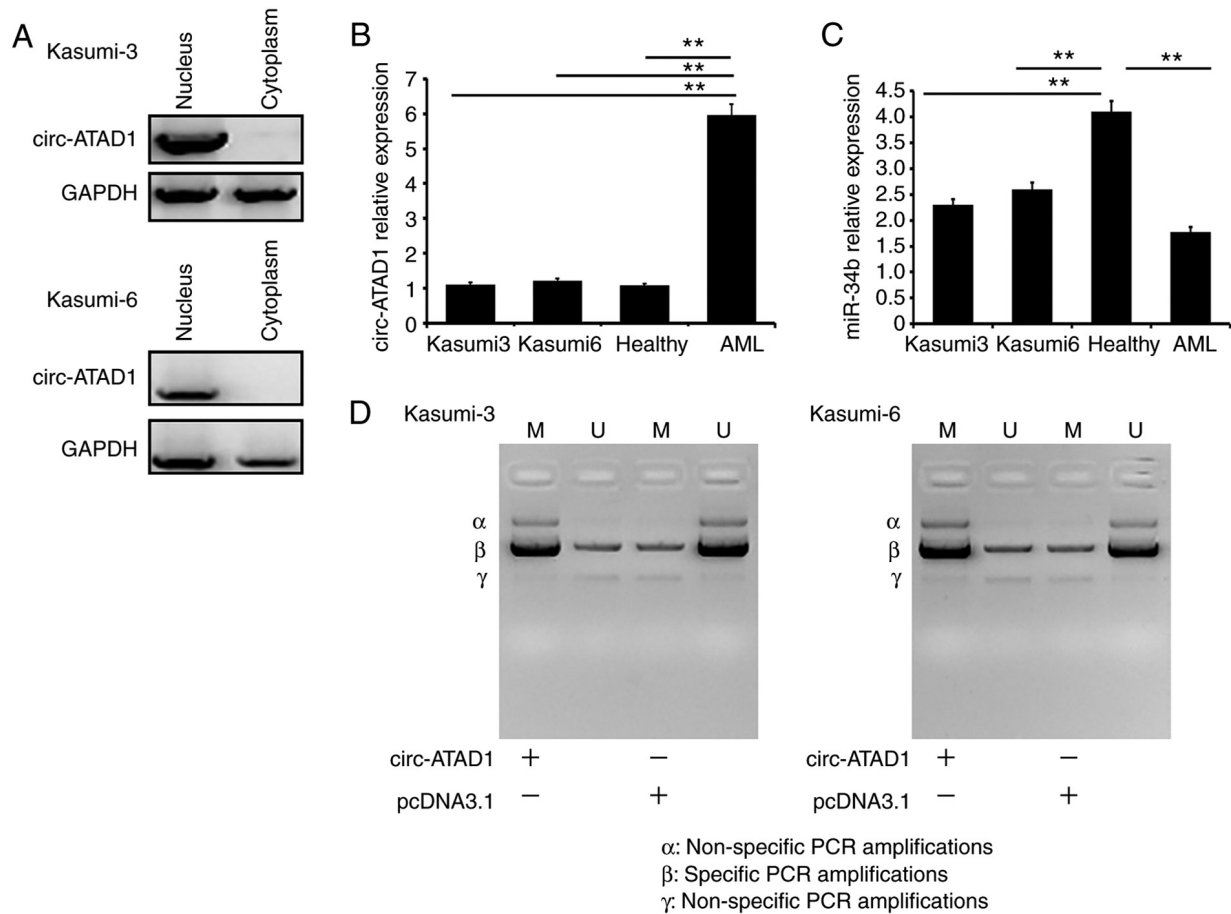 A
Kasumi-3
Nucleus
Cytoplasm
circ-ATAD1
GAPDH
Kasumi-6
Nucleus
Cytoplasm
circ-ATAD1
GAPDH
B
circ-ATAD1 relative expression
7
6
5
4
3
2
1
0
**
**
**
Kasumi3 Kasumi6 Healthy AML
C
miR-34b relative expression
4.5
4.0
3.5
3.0
2.5
2.0
1.5
1.0
0.5
0.0
** **
**
Kasumi3 Kasumi6 Healthy AML
D
Kasumi-3
M U M U
α
β
γ
circ-ATAD1 + −
pcDNA3.1 − +
Kasumi-6
M U M U
α
β
γ
circ-ATAD1 + −
pcDNA3.1 − +
α: Non-specific PCR amplifications
β: Specific PCR amplifications
γ: Non-specific PCR amplifications